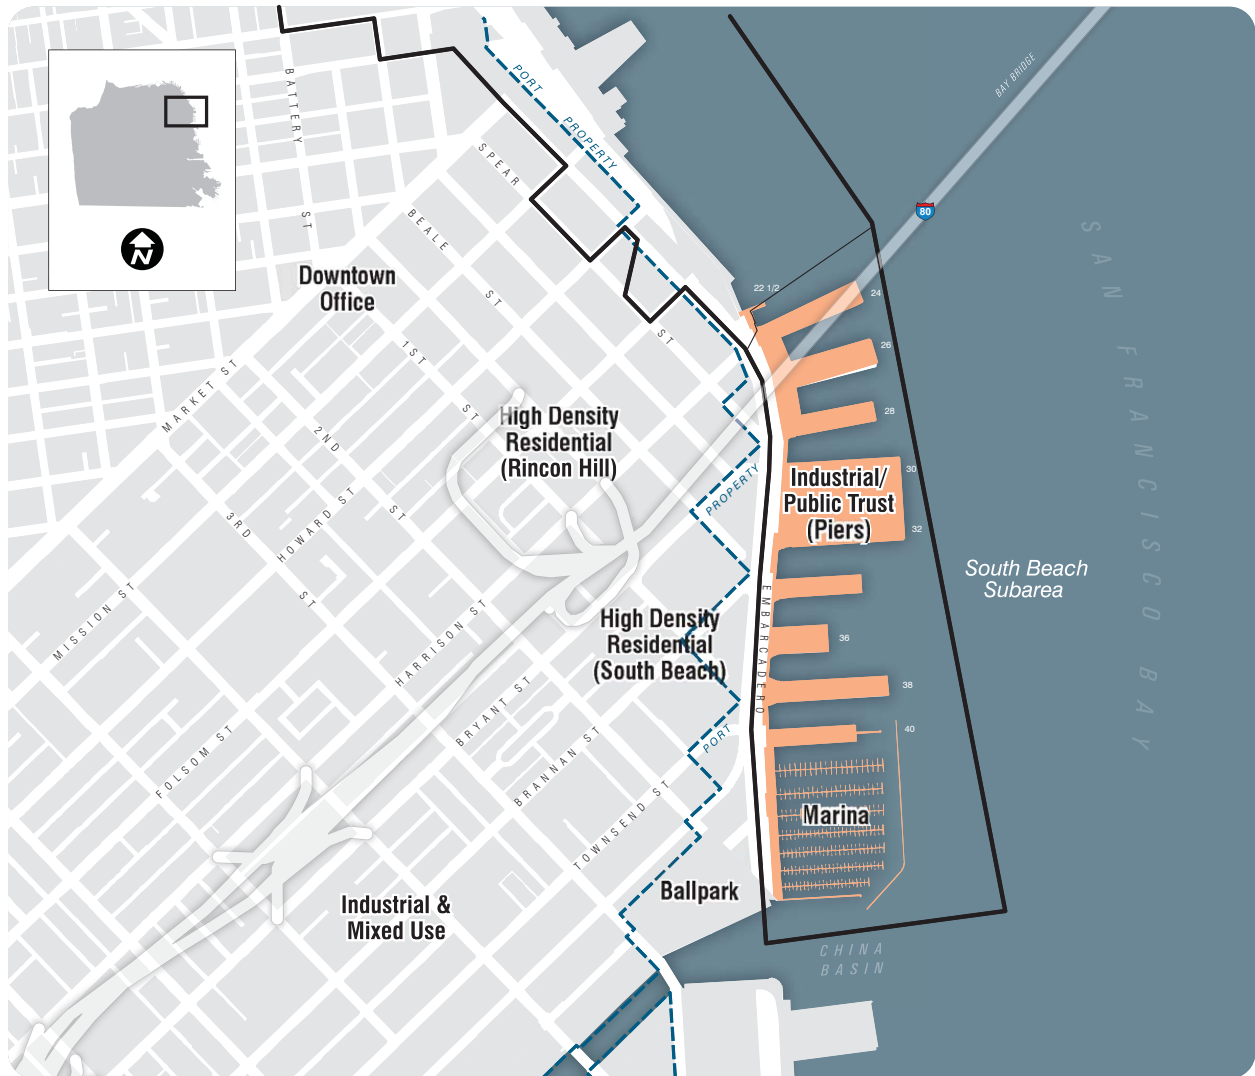 PORT
PROPERTY
BAY BRIDGE
BATTERY
ST
SPEAR
BEALE
ST
ST
80
SAN FRANCISCO BAY
N
Downtown
Office
22 1/2
24
26
28
30
32
36
38
40
1ST
ST
MARKET ST
2ND
ST
High Density
Residential
(Rincon Hill)
PROPERTY
Industrial/
Public Trust
(Piers)
3RD
ST
HOWARD ST
South Beach
Subarea
EMBARCADERO
MISSION ST
HARRISON ST
High Density
Residential
(South Beach)
BRYANT ST
PORT
FOLSOM ST
BRANNAN ST
TOWNSEND ST
Marina
Ballpark
Industrial &
Mixed Use
CHINA
BASIN